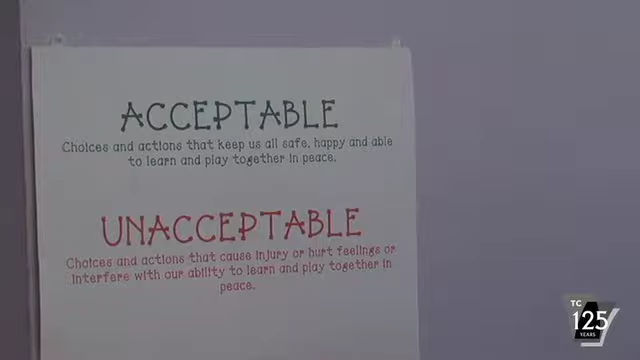 ACCEPTABLE
Choices and actions that keep us all safe, happy and able
to learn and play together in peace.
UNACCEPTABLE
Choices and actions that cause injury or hurt feelings or
interfere with our ability to learn and play together in
peace.
TC
125
YEARS